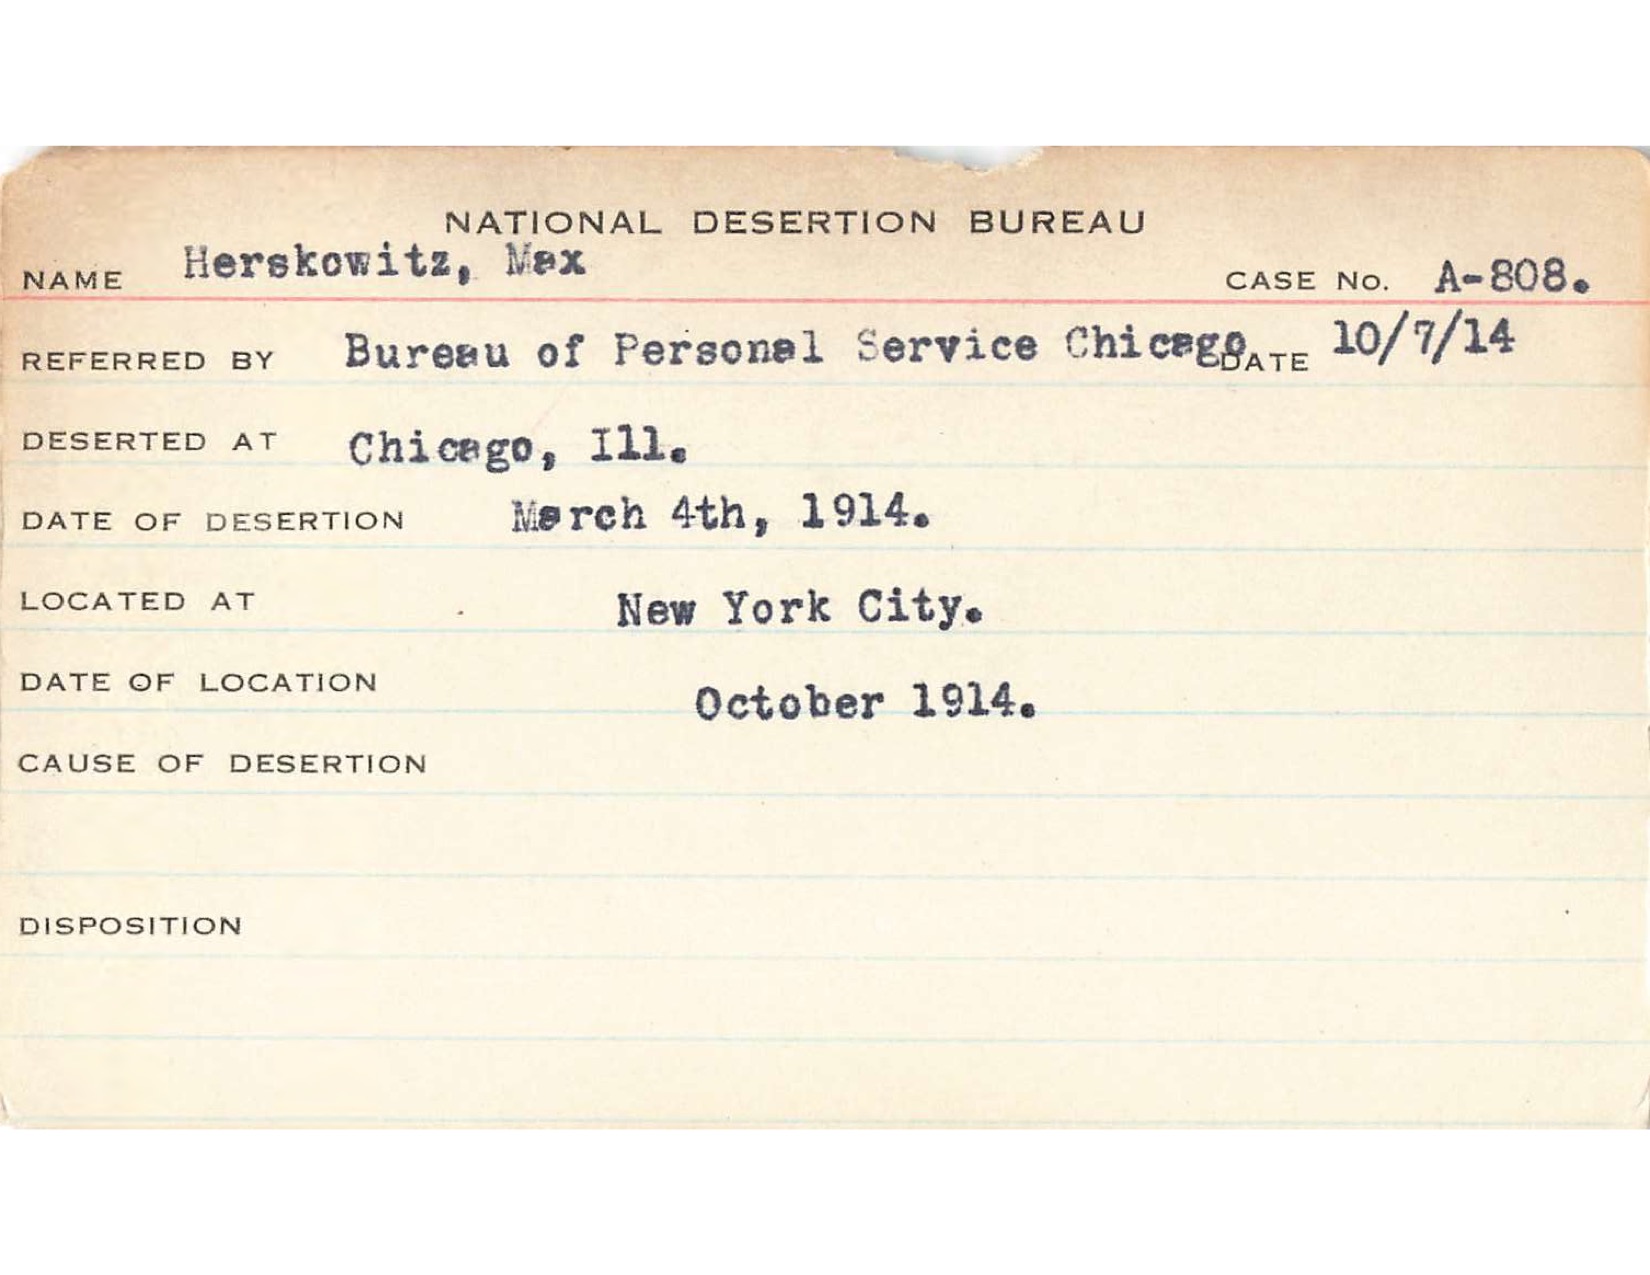 NATIONAL DESERTION BUREAU
NAME Herskowitz, Max CASE No. A-808.
REFERRED BY Bureau of Personal Service Chicago DATE 10/7/14
DESERTED AT Chicago, Ill.
DATE OF DESERTION March 4th, 1914.
LOCATED AT New York City.
DATE OF LOCATION October 1914.
CAUSE OF DESERTION
DISPOSITION